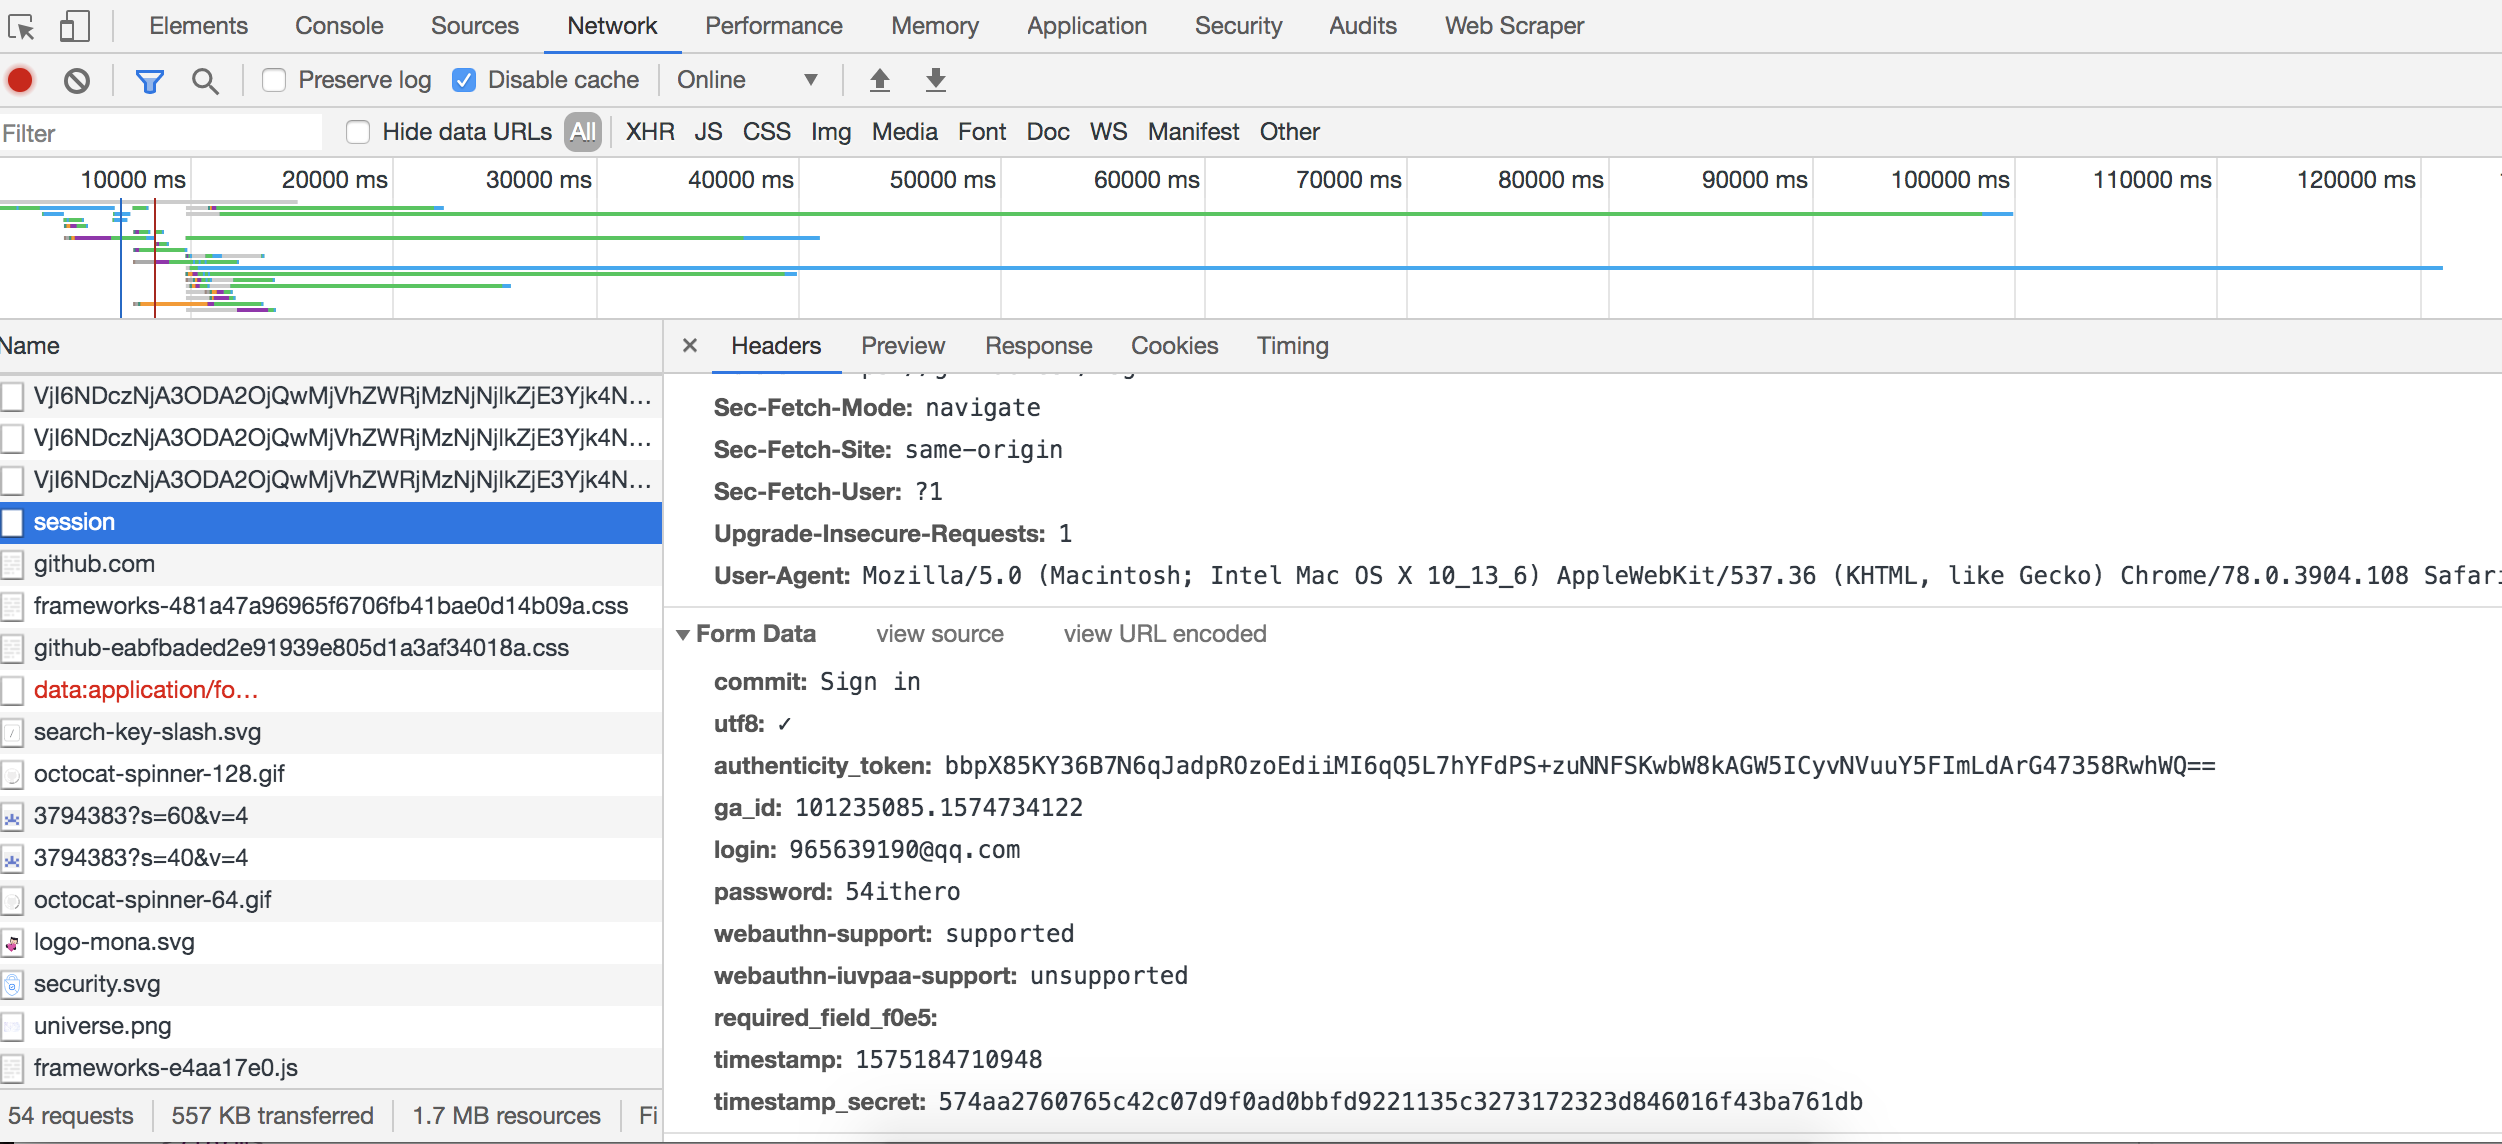 Elements Console Sources Network Performance Memory Application Security Audits Web Scraper
Preserve log Disable cache Online
Filter Hide data URLs All XHR JS CSS Img Media Font Doc WS Manifest Other
10000 ms 20000 ms 30000 ms 40000 ms 50000 ms 60000 ms 70000 ms 80000 ms 90000 ms 100000 ms 110000 ms 120000 ms
Name
VjI6NDczNjA3ODA2OjQwMjVhZWRjMzNjNjlkZjE3Yjk4N…
VjI6NDczNjA3ODA2OjQwMjVhZWRjMzNjNjlkZjE3Yjk4N…
VjI6NDczNjA3ODA2OjQwMjVhZWRjMzNjNjlkZjE3Yjk4N…
session
github.com
frameworks-481a47a96965f6706fb41bae0d14b09a.css
github-eabfbaded2e91939e805d1a3af34018a.css
data:application/fo…
search-key-slash.svg
octocat-spinner-128.gif
3794383?s=60&v=4
3794383?s=40&v=4
octocat-spinner-64.gif
logo-mona.svg
security.svg
universe.png
frameworks-e4aa17e0.js
54 requests 557 KB transferred 1.7 MB resources Fi
× Headers Preview Response Cookies Timing
Sec-Fetch-Mode: navigate
Sec-Fetch-Site: same-origin
Sec-Fetch-User: ?1
Upgrade-Insecure-Requests: 1
User-Agent: Mozilla/5.0 (Macintosh; Intel Mac OS X 10_13_6) AppleWebKit/537.36 (KHTML, like Gecko) Chrome/78.0.3904.108 Safari
Form Data view source view URL encoded
commit: Sign in
utf8: ✓
authenticity_token: bbpX85KY36B7N6qJadpROzoEdiiMI6qQ5L7hYFdPS+zuNNFSKwbW8kAGW5ICyvNVuuY5FImLdArG47358RwhWQ==
ga_id: 101235085.1574734122
login: 965639190@qq.com
password: 54ithero
webauthn-support: supported
webauthn-iuvpaa-support: unsupported
required_field_f0e5:
timestamp: 1575184710948
timestamp_secret: 574aa2760765c42c07d9f0ad0bbfd9221135c3273172323d846016f43ba761db